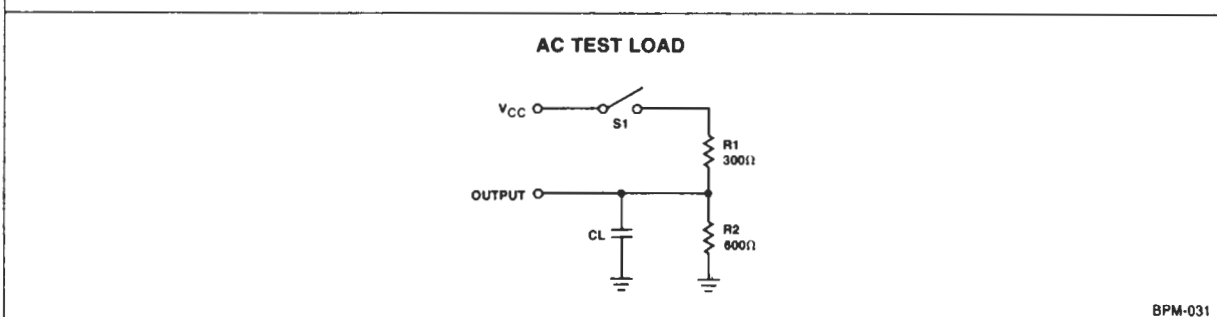 AC TEST LOAD
VCC
S1
R1
300Ω
OUTPUT
CL
R2
600Ω
BPM-031